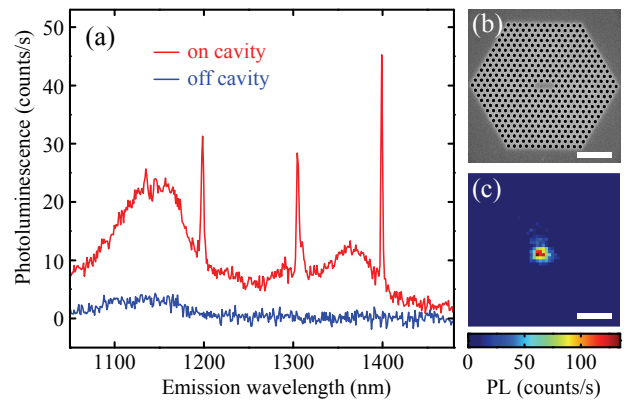 (a)
on cavity
off cavity
Photoluminescence (counts/s)
50
40
30
20
10
0
1100 1200 1300 1400
Emission wavelength (nm)
(b)
(c)
0 50 100
PL (counts/s)